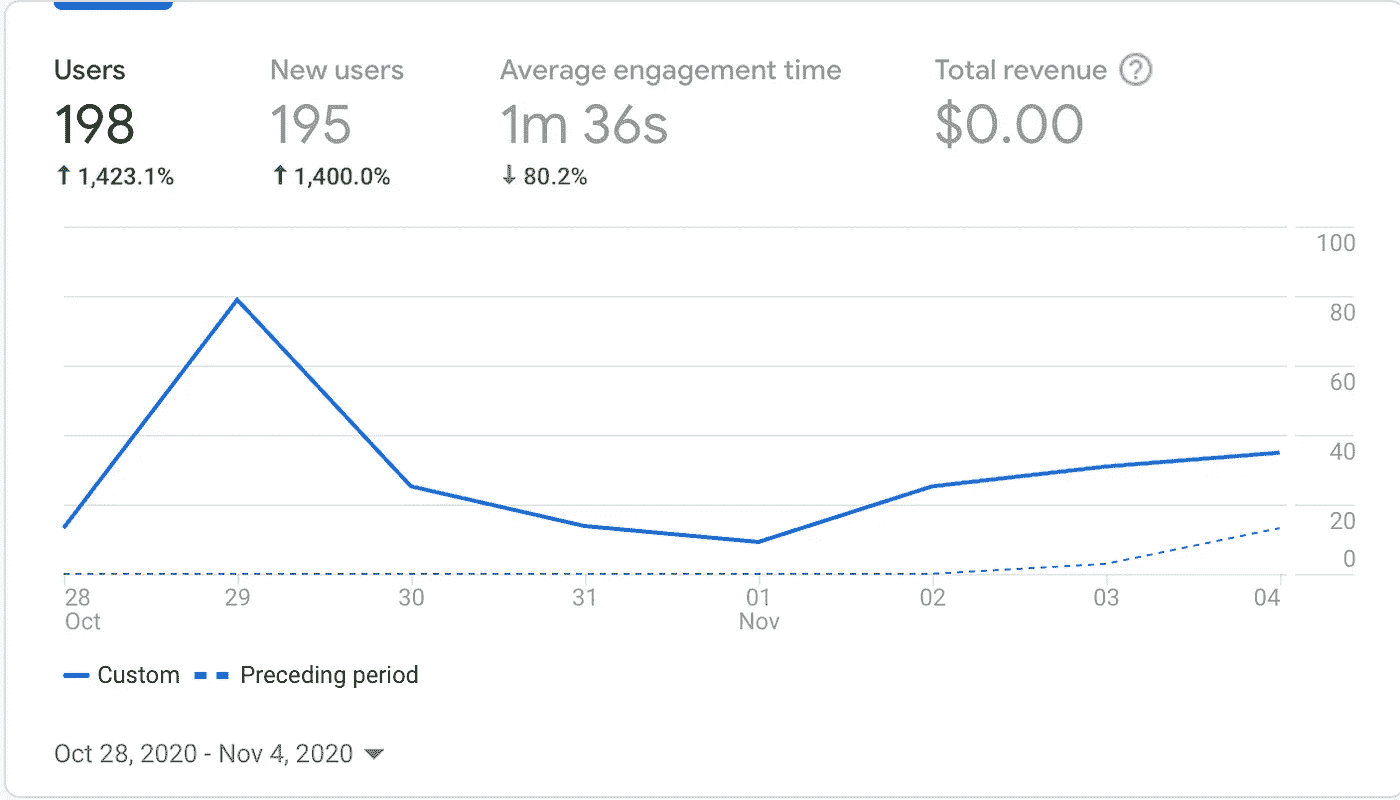 Users New users Average engagement time Total revenue ?
198 195 1m 36s $0.00
↑ 1,423.1% ↑ 1,400.0% ↓ 80.2%
100
80
60
40
20
0
28 29 30 31 01 02 03 04
Oct Nov
Custom Preceding period
Oct 28, 2020 - Nov 4, 2020